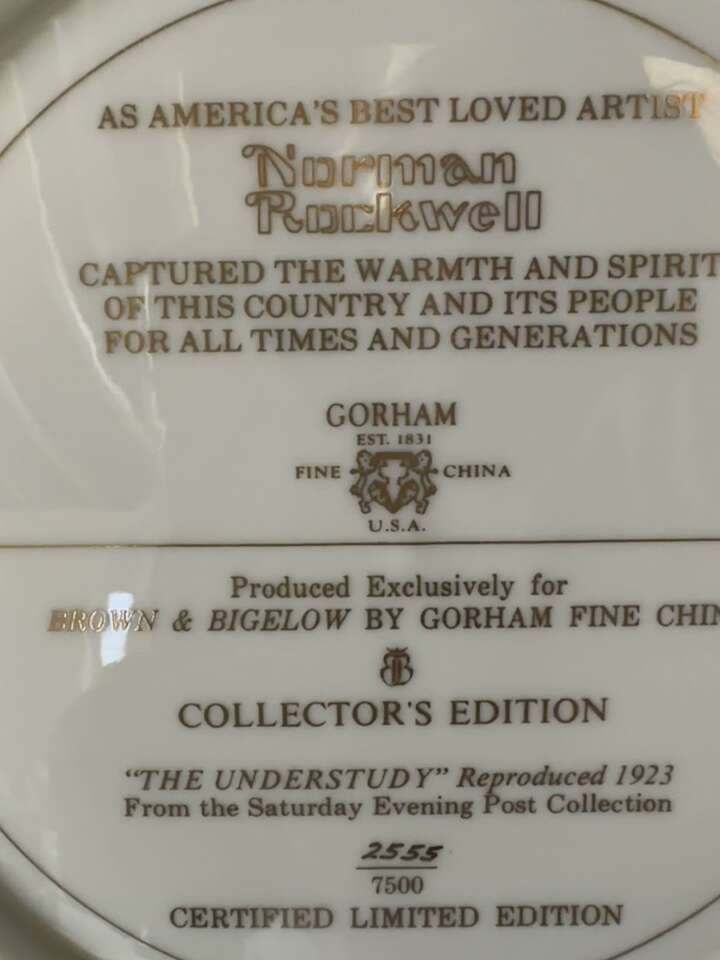 AS AMERICA'S BEST LOVED ARTIST
Norman
Rockwell
CAPTURED THE WARMTH AND SPIRIT
OF THIS COUNTRY AND ITS PEOPLE
FOR ALL TIMES AND GENERATIONS
GORHAM
EST. 1831
FINE CHINA
U.S.A.
Produced Exclusively for
BROWN & BIGELOW BY GORHAM FINE CHIN
BB
COLLECTOR'S EDITION
“THE UNDERSTUDY” Reproduced 1923
From the Saturday Evening Post Collection
2555
7500
CERTIFIED LIMITED EDITION